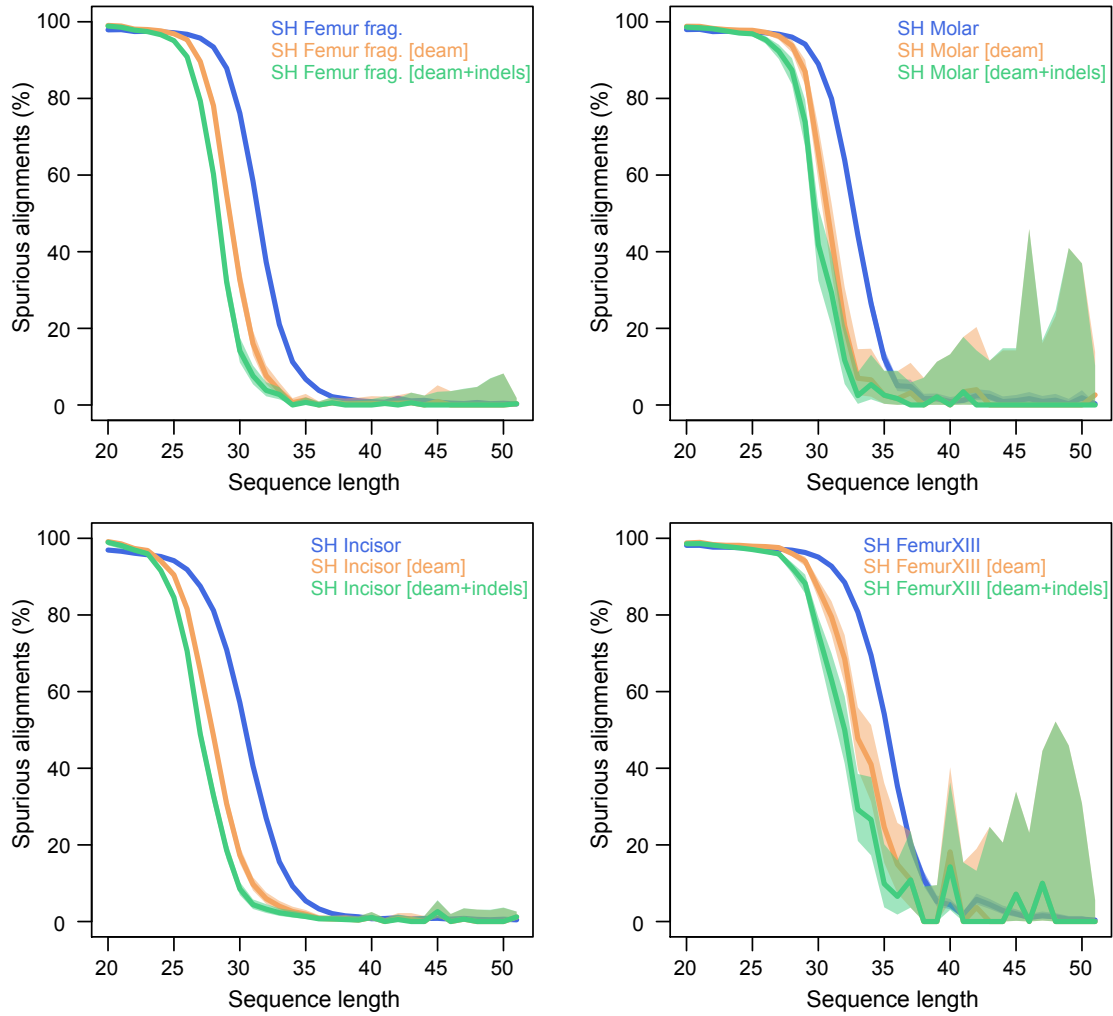 SH Femur frag.
SH Femur frag. [deam]
SH Femur frag. [deam+indels]
Spurious alignments (%)
100
80
60
40
20
0
20 25 30 35 40 45 50
Sequence length
SH Molar
SH Molar [deam]
SH Molar [deam+indels]
Spurious alignments (%)
100
80
60
40
20
0
20 25 30 35 40 45 50
Sequence length
SH Incisor
SH Incisor [deam]
SH Incisor [deam+indels]
Spurious alignments (%)
100
80
60
40
20
0
20 25 30 35 40 45 50
Sequence length
SH FemurXIII
SH FemurXIII [deam]
SH FemurXIII [deam+indels]
Spurious alignments (%)
100
80
60
40
20
0
20 25 30 35 40 45 50
Sequence length